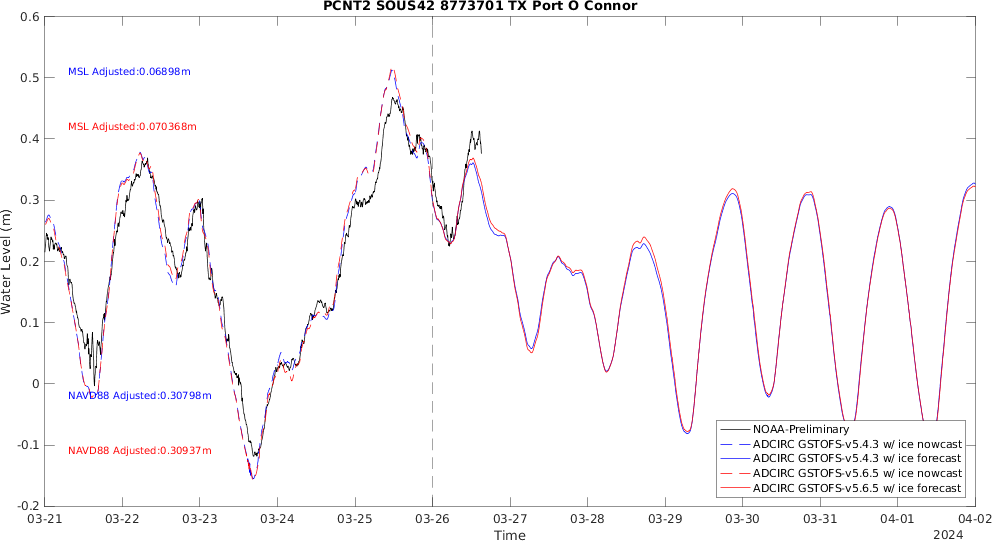 PCNT2 SOUS42 8773701 TX Port O Connor
0.6
0.5
0.4
0.3
0.2
0.1
0
-0.1
-0.2
Water Level (m)
MSL Adjusted:0.06898m
MSL Adjusted:0.070368m
NAVD88 Adjusted:0.30798m
NAVD88 Adjusted:0.30937m
NOAA-Preliminary
ADCIRC GSTOFS-v5.4.3 w/ ice nowcast
ADCIRC GSTOFS-v5.4.3 w/ ice forecast
ADCIRC GSTOFS-v5.6.5 w/ ice nowcast
ADCIRC GSTOFS-v5.6.5 w/ ice forecast
03-21 03-22 03-23 03-24 03-25 03-26 03-27 03-28 03-29 03-30 03-31 04-01 04-02
Time
2024